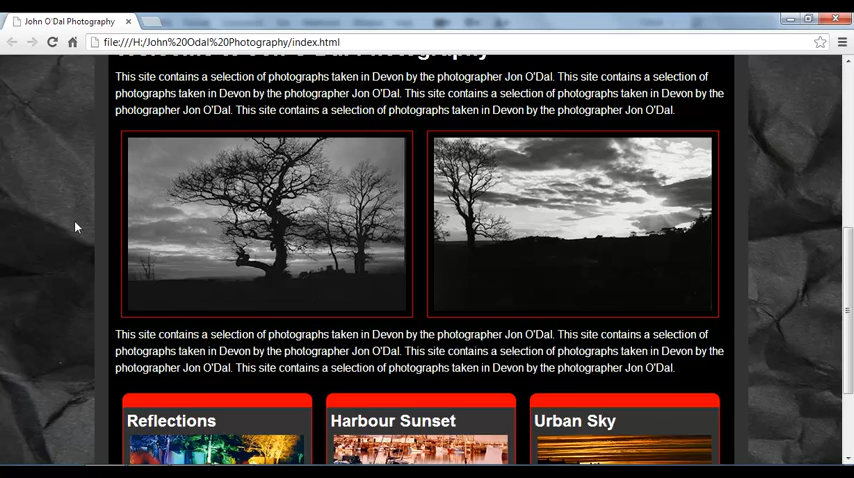 John O'Dal Photography
file:///H:/John%20Odal%20Photography/index.html
This site contains a selection of photographs taken in Devon by the photographer Jon O'Dal. This site contains a selection of
photographs taken in Devon by the photographer Jon O'Dal. This site contains a selection of photographs taken in Devon by the
photographer Jon O'Dal. This site contains a selection of photographs taken in Devon by the photographer Jon O'Dal.
This site contains a selection of photographs taken in Devon by the photographer Jon O'Dal. This site contains a selection of
photographs taken in Devon by the photographer Jon O'Dal. This site contains a selection of photographs taken in Devon by the
photographer Jon O'Dal. This site contains a selection of photographs taken in Devon by the photographer Jon O'Dal.
Reflections
Harbour Sunset
Urban Sky